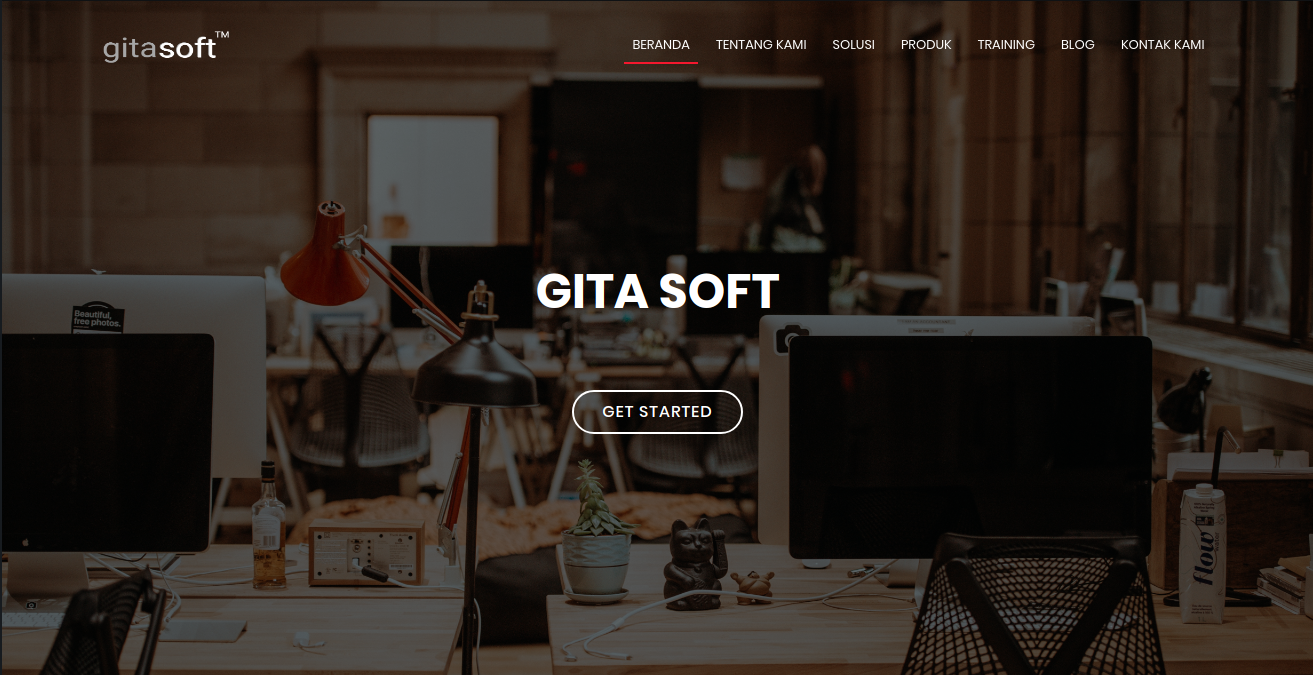 gitasoft™
BERANDA TENTANG KAMI SOLUSI PRODUK TRAINING BLOG KONTAK KAMI
GITA SOFT
GET STARTED
Beautiful,
free photos.
flow